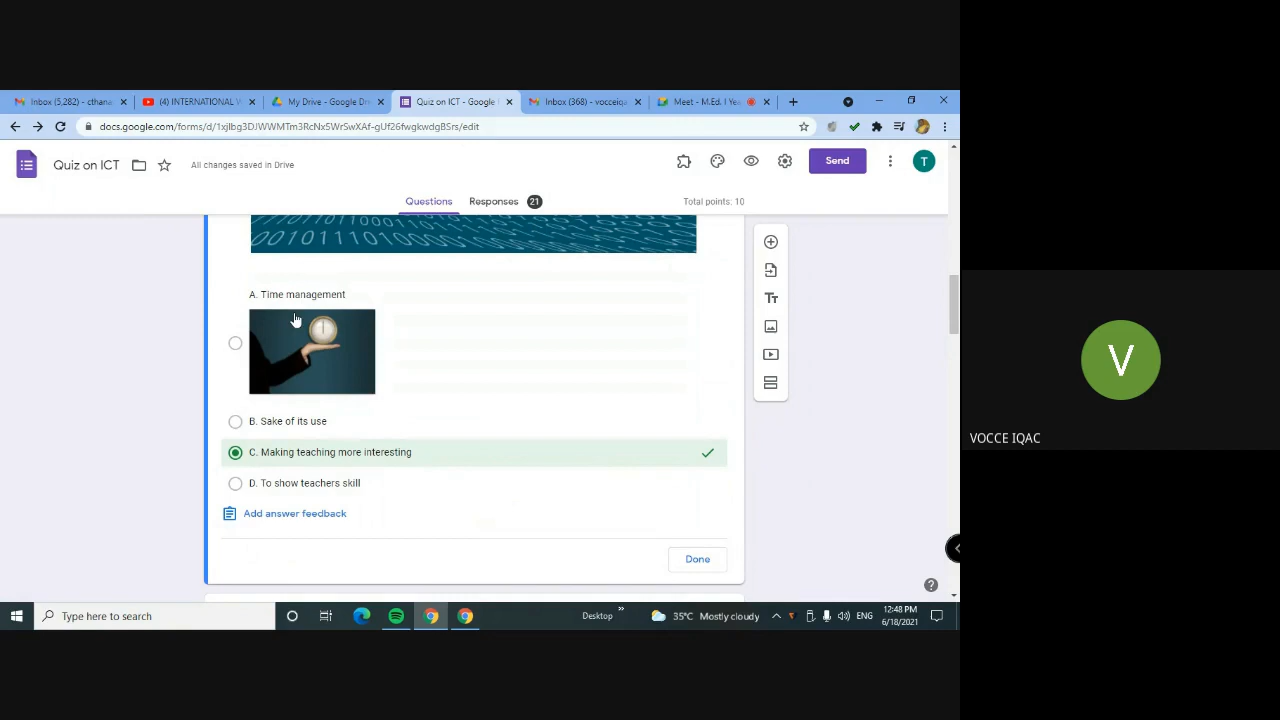 Inbox (5,282) - cthana
(4) INTERNATIONAL
My Drive - Google Dri
Quiz on ICT - Google
Inbox (368) - vocceiqa
Meet - M.Ed. I Yea
docs.google.com/forms/d/1xjlbg3DJWWMTm3RcNx5WrSwXAf-gUf26fwgkwdgBSrs/edit
Quiz on ICT
All changes saved in Drive
Send
T
Questions
Responses 21
Total points: 10
A. Time management
B. Sake of its use
C. Making teaching more interesting
D. To show teachers skill
Add answer feedback
Done
V
VOCCE IQAC
Type here to search
Desktop
35°C Mostly cloudy
ENG
12:48 PM
6/18/2021